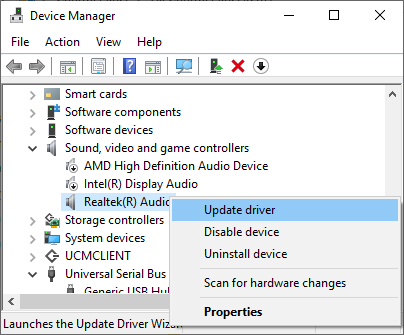 Device Manager
File Action View Help
Smart cards
Software components
Software devices
Sound, video and game controllers
AMD High Definition Audio Device
Intel(R) Display Audio
Realtek(R) Audio
Update driver
Storage controllers
Disable device
System devices
Uninstall device
UCMCLIENT
Universal Serial Bus
Scan for hardware changes
Generic USB Hu
Properties
Launches the Update Driver Wizar